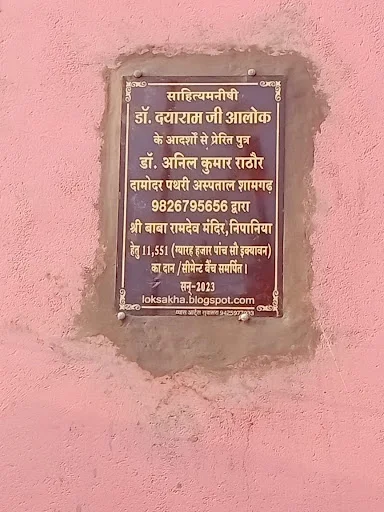 साहित्यमनीषी
डॉ. दयाराम जी आलोक
के आदर्शों से प्रेरित पुत्र
डॉ. अनिल कुमार राठौर
दामोदर पथरी अस्पताल शामगढ़
9826795656 द्वारा
श्री बाबा रामदेव मंदिर, निपानिया
हेतु 11,551 (ग्यारह हजार पांच सौ इक्यावन)
का दान /सीमेन्ट बैंच समर्पित।
सन्-2023
loksakha.blogspot.com